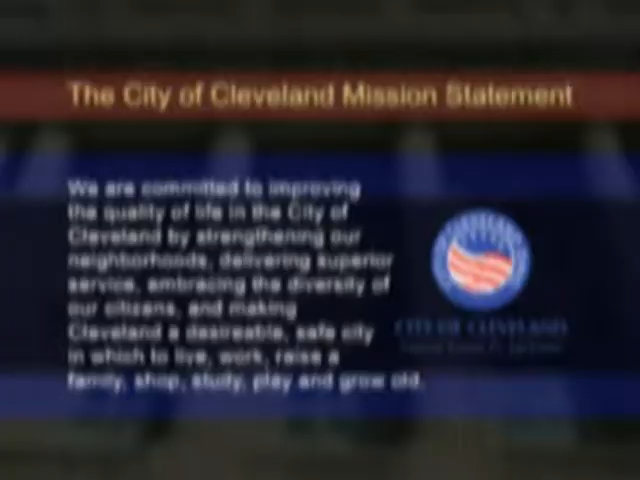 The City of Cleveland Mission Statement
We are committed to improving
the quality of life in the City of
Cleveland by strengthening our
neighborhoods, delivering superior
service, embracing the diversity of
our citizens, and making
Cleveland a desireable, safe city
in which to live, work, raise a
family, shop, study, play and grow old.
CITY OF CLEVELAND